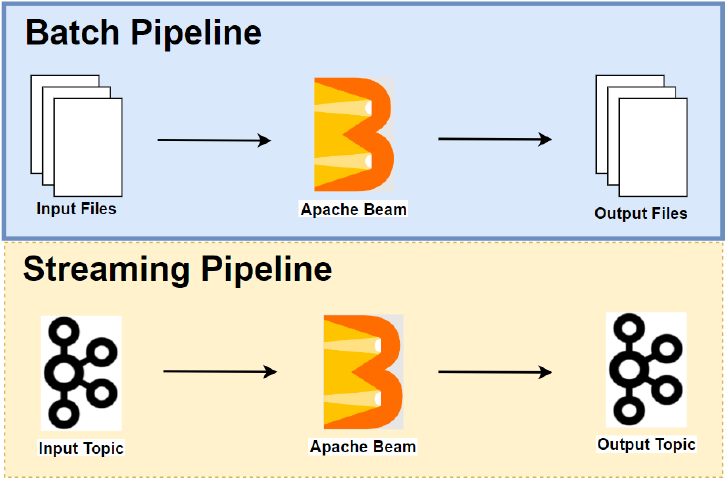 Batch Pipeline
Input Files
Apache Beam
Output Files
Streaming Pipeline
Input Topic
Apache Beam
Output Topic